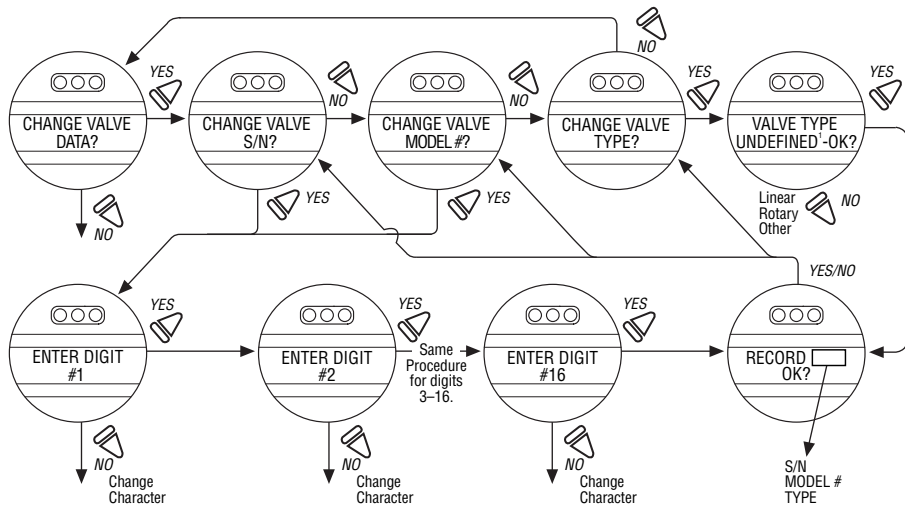 NO
YES
NO
NO
YES
YES
CHANGE VALVE
DATA?
CHANGE VALVE
S/N?
CHANGE VALVE
MODEL #?
CHANGE VALVE
TYPE?
VALVE TYPE
UNDEFINED¹-OK?
NO
YES
YES
Linear
Rotary
Other
NO
YES/NO
YES
YES
YES
ENTER DIGIT
#1
ENTER DIGIT
#2
Same
Procedure
for digits
3–16.
ENTER DIGIT
#16
RECORD
OK?
NO
Change
Character
NO
Change
Character
NO
Change
Character
S/N
MODEL #
TYPE